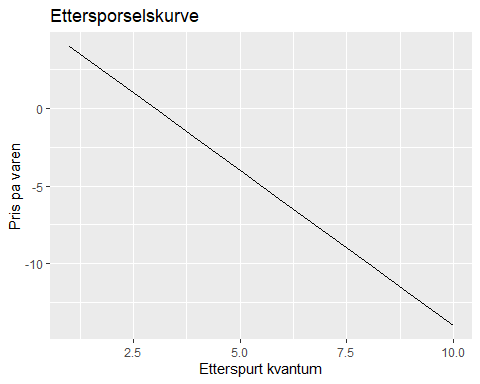 Ettersporselskurve
Pris pa varen
0
-5
-10
2.5 5.0 7.5 10.0
Etterspurt kvantum